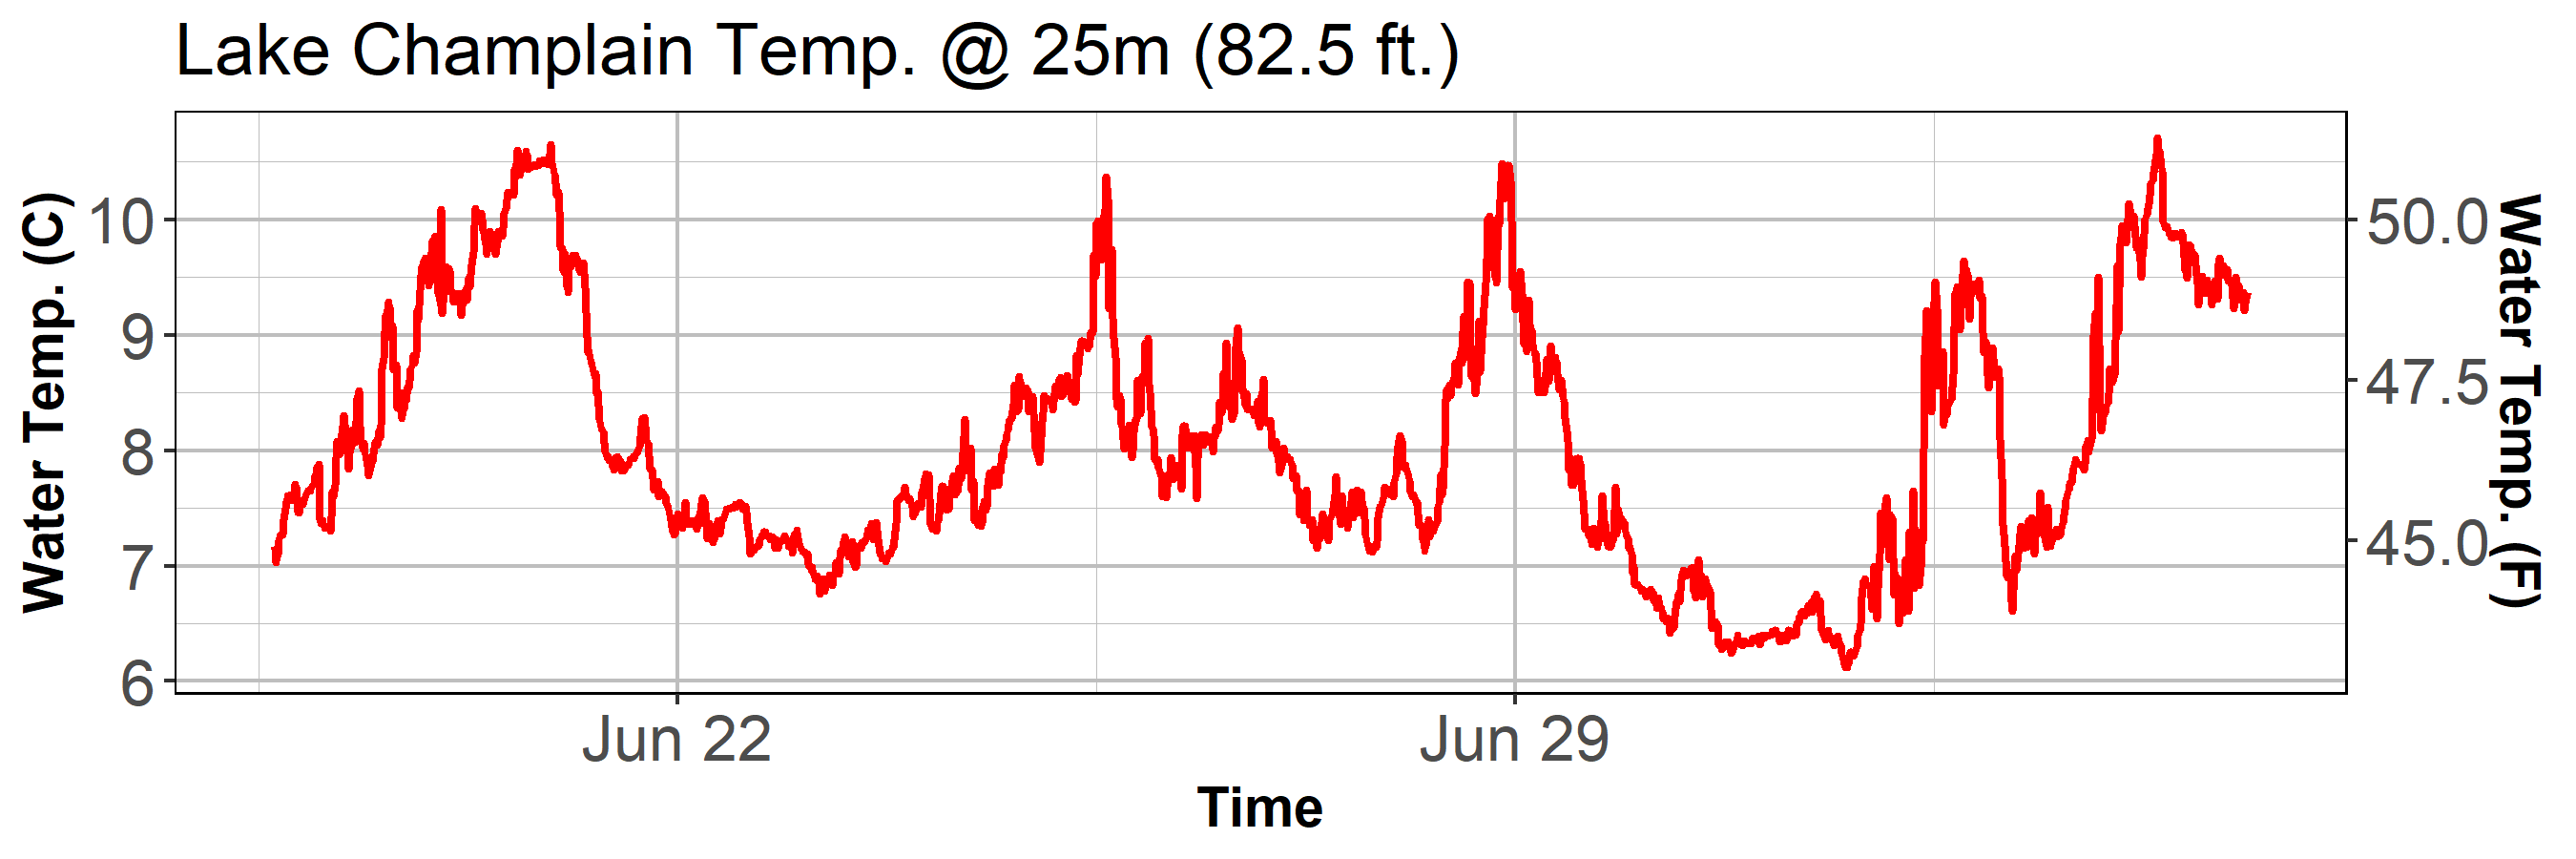 Lake Champlain Temp. @ 25m (82.5 ft.)
Water Temp. (C)
10
9
8
7
6
50.0
47.5
45.0
Water Temp. (F)
Jun 22
Jun 29
Time